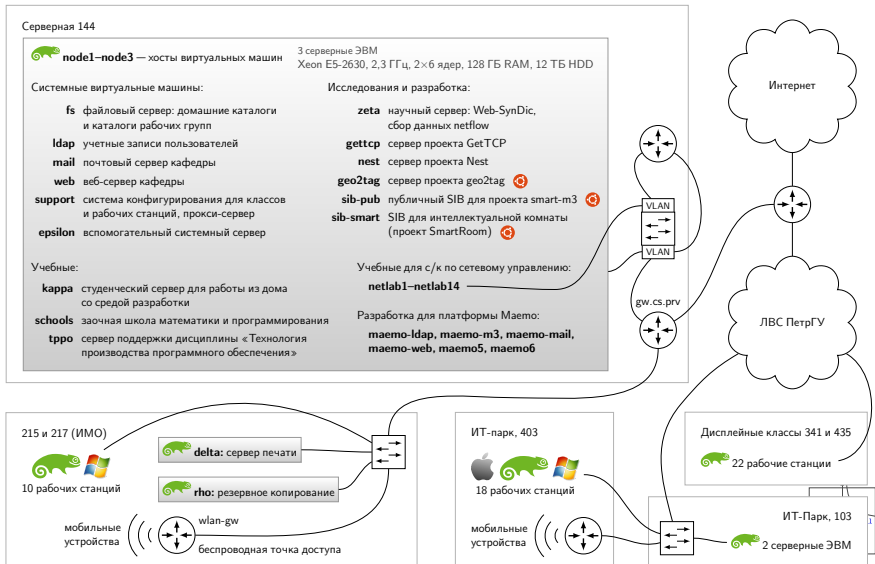 Серверная 144
node1–node3 — хосты виртуальных машин
3 серверные ЭВМ
Xeon E5-2630, 2,3 ГГц, 2×6 ядер, 128 ГБ RAM, 12 ТБ HDD
Системные виртуальные машины:
fs файловый сервер: домашние каталоги
и каталоги рабочих групп
ldap учетные записи пользователей
mail почтовый сервер кафедры
web веб-сервер кафедры
support система конфигурирования для классов
и рабочих станций, прокси-сервер
epsilon вспомогательный системный сервер
Исследования и разработка:
zeta научный сервер: Web-SynDic,
сбор данных netflow
gettcp сервер проекта GetTCP
nest сервер проекта Nest
geo2tag сервер проекта geo2tag
sib-pub публичный SIB для проекта smart-m3
sib-smart SIB для интеллектуальной комнаты
(проект SmartRoom)
Учебные:
kappa студенческий сервер для работы из дома
со средой разработки
schools заочная школа математики и программирования
tppo сервер поддержки дисциплины «Технология
производства программного обеспечения»
Учебные для с/к по сетевому управлению:
netlab1–netlab14
Разработка для платформы Maemo:
maemo-ldap, maemo-m3, maemo-mail,
maemo-web, maemo5, maemo6
VLAN
VLAN
gw.cs.prv
Интернет
ЛВС ПетрГУ
215 и 217 (ИМО)
10 рабочих станций
delta: сервер печати
rho: резервное копирование
мобильные
устройства
wlan-gw
беспроводная точка доступа
ИТ-парк, 403
18 рабочих станций
мобильные
устройства
Дисплейные классы 341 и 435
22 рабочие станции
ИТ-Парк, 103
2 серверные ЭВМ